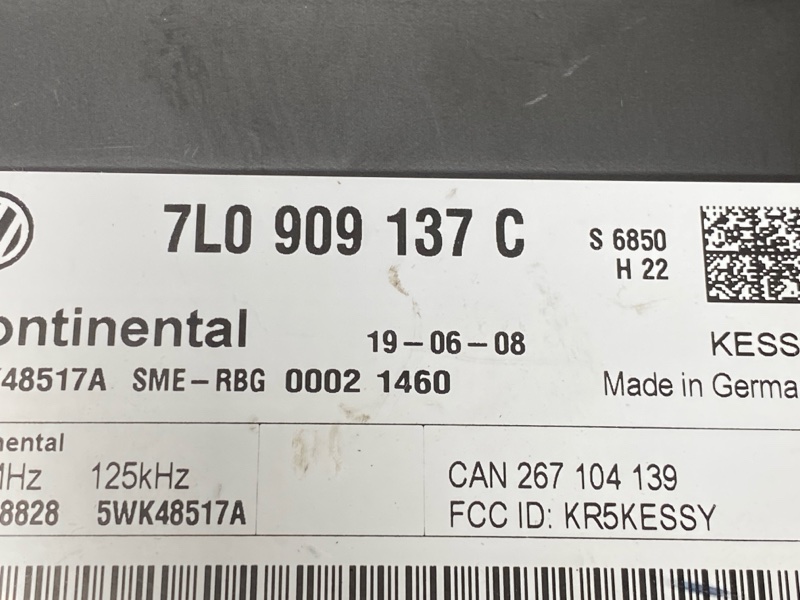 7L0 909 137 C
S 6850
H 22
ontinental
19-06-08
KESS
48517A SME-RBG 0002 1460
Made in Germa
nental
MHz 125kHz
CAN 267 104 139
8828 5WK48517A
FCC ID: KR5KESSY